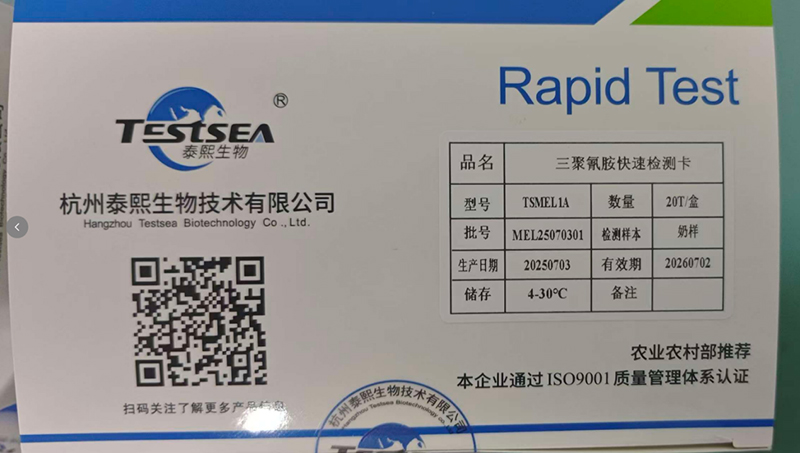 TESTSEA®
泰熙生物
杭州泰熙生物技术有限公司
Hangzhou Testsea Biotechnology Co.,Ltd.
扫码关注了解更多产品信息
Rapid Test
品名 三聚氰胺快速检测卡
型号 TSMEL1A 数量 20T/盒
批号 MEL25070301 检测样本 奶样
生产日期 20250703 有效期 20260702
储存 4-30℃ 备注
农业农村部推荐
本企业通过ISO9001质量管理体系认证
杭州泰熙生物技术有限公司
Hangzhou Testsea Biotechnology Co.,Ltd.